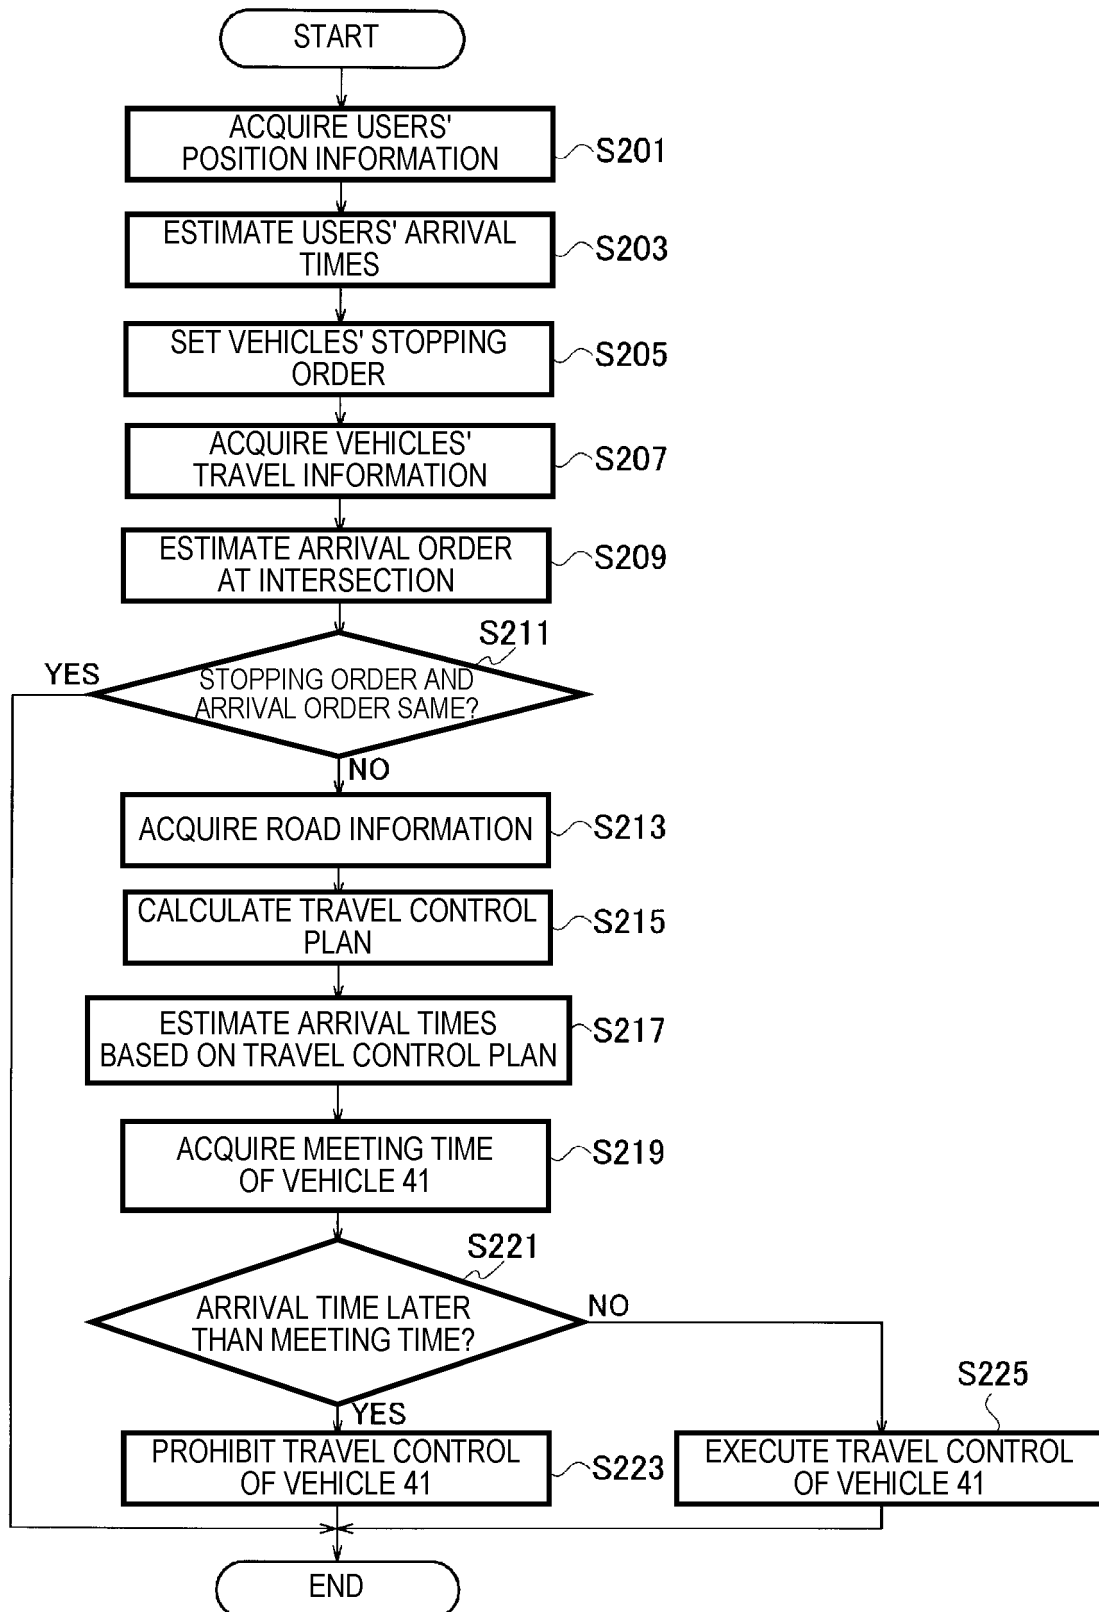 START
ACQUIRE USERS'
POSITION INFORMATION
S201
ESTIMATE USERS' ARRIVAL
TIMES
S203
SET VEHICLES' STOPPING
ORDER
S205
ACQUIRE VEHICLES'
TRAVEL INFORMATION
S207
ESTIMATE ARRIVAL ORDER
AT INTERSECTION
S209
S211
YES
STOPPING ORDER AND
ARRIVAL ORDER SAME?
NO
ACQUIRE ROAD INFORMATION
S213
CALCULATE TRAVEL CONTROL
PLAN
S215
ESTIMATE ARRIVAL TIMES
BASED ON TRAVEL CONTROL PLAN
S217
ACQUIRE MEETING TIME
OF VEHICLE 41
S219
S221
ARRIVAL TIME LATER
THAN MEETING TIME?
NO
YES
PROHIBIT TRAVEL CONTROL
OF VEHICLE 41
S223
S225
EXECUTE TRAVEL CONTROL
OF VEHICLE 41
END